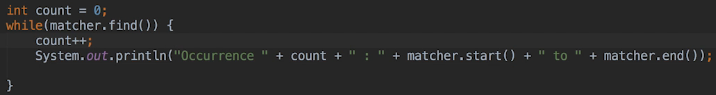 int count = 0;
while(matcher.find()) {
    count++;
    System.out.println("Occurrence " + count + " : " + matcher.start() + " to " + matcher.end());
}